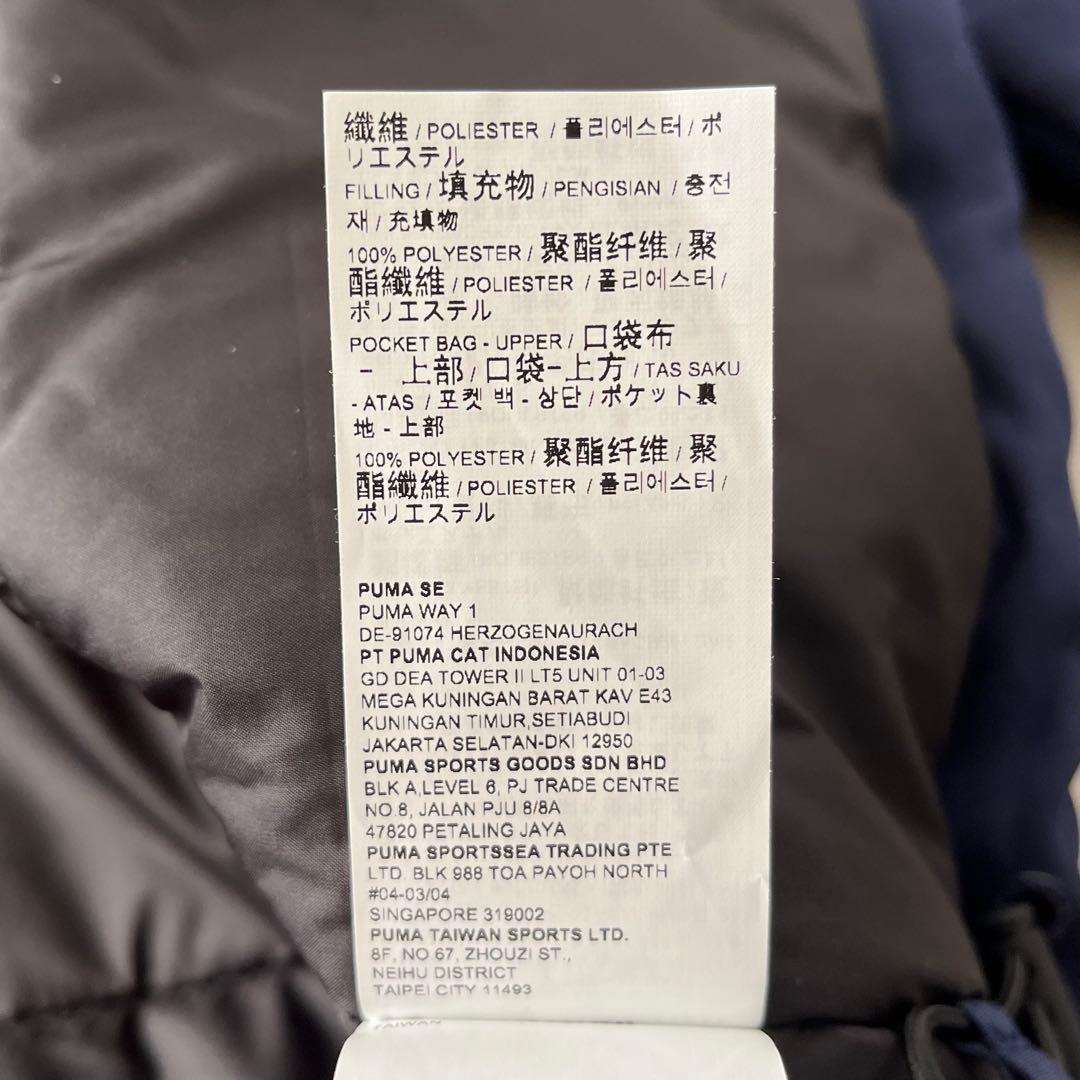 纖維 / POLIESTER / 폴리에스터 / ポ
リエステル
FILLING / 填充物 / PENGISIAN / 충전
재 / 充填物
100% POLYESTER / 聚酯纤维 / 聚
酯纖維 / POLIESTER / 폴리에스터 /
ポリエステル
POCKET BAG - UPPER / 口袋布
- 上部 / 口袋-上方 / TAS SAKU
- ATAS / 포켓 백 - 상단 / ポケット裏
地 - 上部
100% POLYESTER / 聚酯纤维 / 聚
酯纖維 / POLIESTER / 폴리에스터 /
ポリエステル
PUMA SE
PUMA WAY 1
DE-91074 HERZOGENAURACH
PT PUMA CAT INDONESIA
GD DEA TOWER II LT5 UNIT 01-03
MEGA KUNINGAN BARAT KAV E43
KUNINGAN TIMUR,SETIABUDI
JAKARTA SELATAN-DKI 12950
PUMA SPORTS GOODS SDN BHD
BLK A,LEVEL 6, PJ TRADE CENTRE
NO.8, JALAN PJU 8/8A
47820 PETALING JAYA
PUMA SPORTSSEA TRADING PTE
LTD. BLK 988 TOA PAYOH NORTH
#04-03/04
SINGAPORE 319002
PUMA TAIWAN SPORTS LTD.
8F, NO.67, ZHOUZI ST.,
NEIHU DISTRICT
TAIPEI CITY 11493
TAIWAN